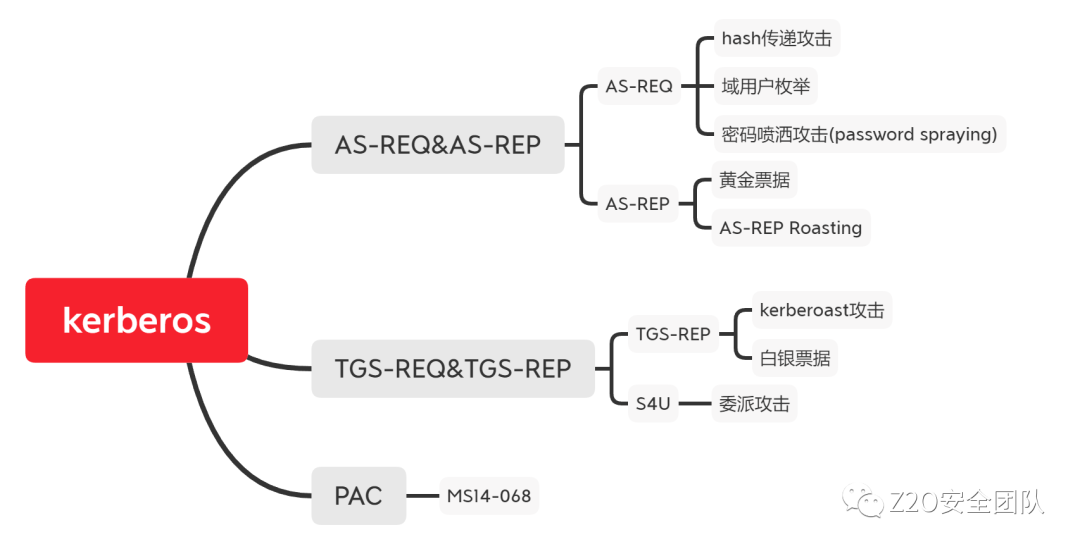 kerberos
AS-REQ&AS-REP
AS-REQ
hash传递攻击
域用户枚举
密码喷洒攻击(password spraying)
AS-REP
黄金票据
AS-REP Roasting
TGS-REQ&TGS-REP
TGS-REP
kerberoast攻击
白银票据
S4U
委派攻击
PAC
MS14-068
Z2O安全团队